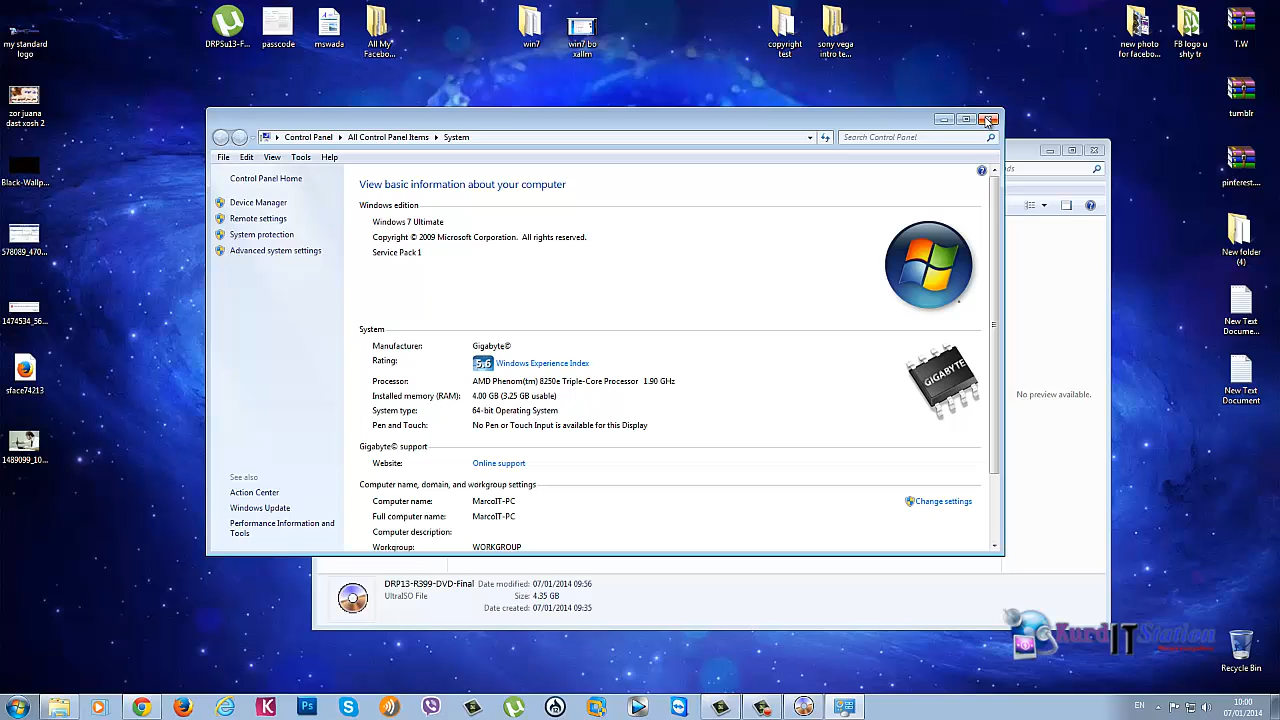 my standard logo
DRPSu13-F...
passcode
mswada
All My Facebo...
win7
win7 bo xallm
copyright test
sony vega intro te...
new photo for facebo...
FB logo u shty tr
T.W
zor juana dast xosh 2
Black-Wallp...
578089_470...
1474534_56...
sface74213
1489099_10...
tumblr
pinterest....
New folder (4)
New Text Docume...
New Text Document
Recycle Bin
Control Panel
All Control Panel Items
System
Search Control Panel
File Edit View Tools Help
Control Panel Home
Device Manager
Remote settings
System protection
Advanced system settings
See also
Action Center
Windows Update
Performance Information and Tools
View basic information about your computer
Windows edition
Windows 7 Ultimate
Copyright © 2009 Microsoft Corporation. All rights reserved.
Service Pack 1
System
Manufacturer: Gigabyte©
Rating: 5.6 Windows Experience Index
Processor: AMD Phenom(tm) 8250e Triple-Core Processor 1.90 GHz
Installed memory (RAM): 4.00 GB (3.25 GB usable)
System type: 64-bit Operating System
Pen and Touch: No Pen or Touch Input is available for this Display
GIGABYTE
Gigabyte© support
Website: Online support
Computer name, domain, and workgroup settings
Computer name: MarcoIT-PC
Change settings
Full computer name: MarcoIT-PC
Computer description:
Workgroup: WORKGROUP
No preview available.
DRP13-R399-DVD-Final Date modified: 07/01/2014 09:56
UltraISO File Size: 4.35 GB
Date created: 07/01/2014 09:35
KurdITStation
EN
10:00
07/01/2014